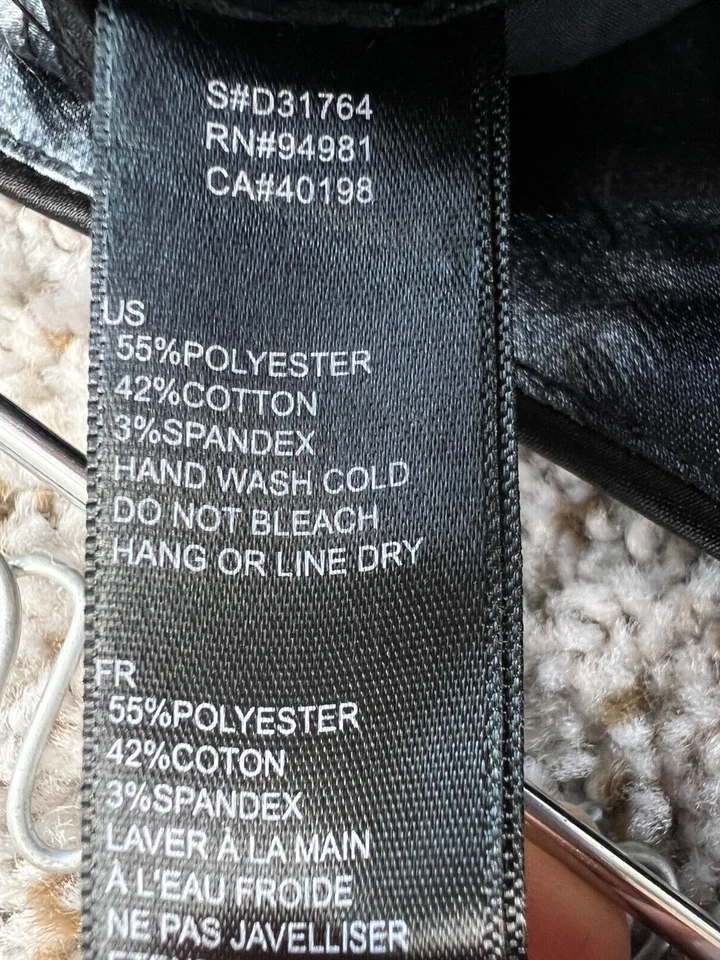 S#D31764
RN#94981
CA#40198
US
55%POLYESTER
42%COTTON
3%SPANDEX
HAND WASH COLD
DO NOT BLEACH
HANG OR LINE DRY
FR
55%POLYESTER
42%COTON
3%SPANDEX
LAVER À LA MAIN
À L'EAU FROIDE
NE PAS JAVELLISER